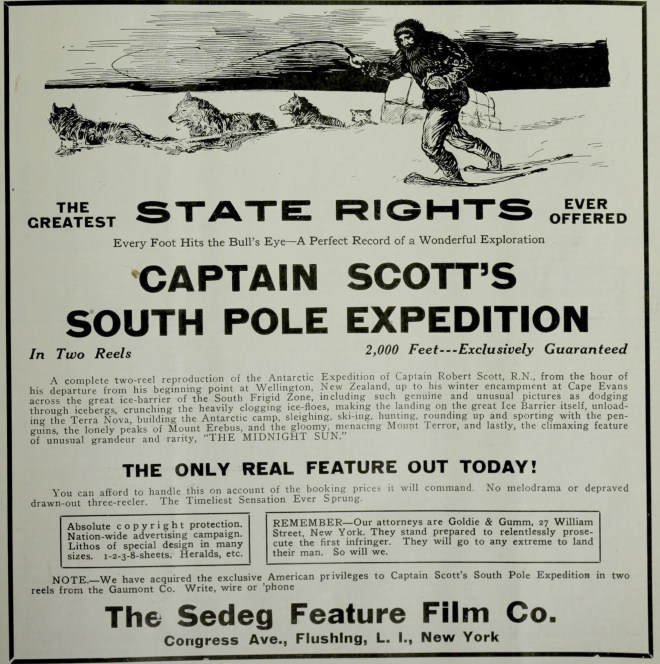 THE GREATEST STATE RIGHTS EVER OFFERED
Every Foot Hits the Bull's Eye—A Perfect Record of a Wonderful Exploration
CAPTAIN SCOTT'S
SOUTH POLE EXPEDITION
In Two Reels 2,000 Feet---Exclusively Guaranteed
A complete two-reel reproduction of the Antarctic Expedition of Captain Robert Scott, R.N., from the hour of
his departure from his beginning point at Wellington, New Zealand, up to his winter encampment at Cape Evans
across the great ice-barrier of the South Frigid Zone, including such genuine and unusual pictures as dodging
through icebergs, crunching the heavily clogging ice-floes, making the landing on the great Ice Barrier itself, unload-
ing the Terra Nova, building the Antarctic camp, sleighing, ski-ing, hunting, rounding up and sporting with the pen-
guins, the lonely peaks of Mount Erebus, and the gloomy, menacing Mount Terror, and lastly, the climaxing feature
of unusual grandeur and rarity, "THE MIDNIGHT SUN."
THE ONLY REAL FEATURE OUT TODAY!
You can afford to handle this on account of the booking prices it will command. No melodrama or depraved
drawn-out three-reeler. The Timeliest Sensation Ever Sprung.
Absolute copyright protection.
Nation-wide advertising campaign.
Lithos of special design in many
sizes. 1-2-3-8-sheets. Heralds, etc.
REMEMBER—Our attorneys are Goldie & Gumm, 27 William
Street, New York. They stand prepared to relentlessly prose-
cute the first infringer. They will go to any extreme to land
their man. So will we.
NOTE.—We have acquired the exclusive American privileges to Captain Scott's South Pole Expedition in two
reels from the Gaumont Co. Write, wire or 'phone
The Sedeg Feature Film Co.
Congress Ave., Flushing, L. I., New York